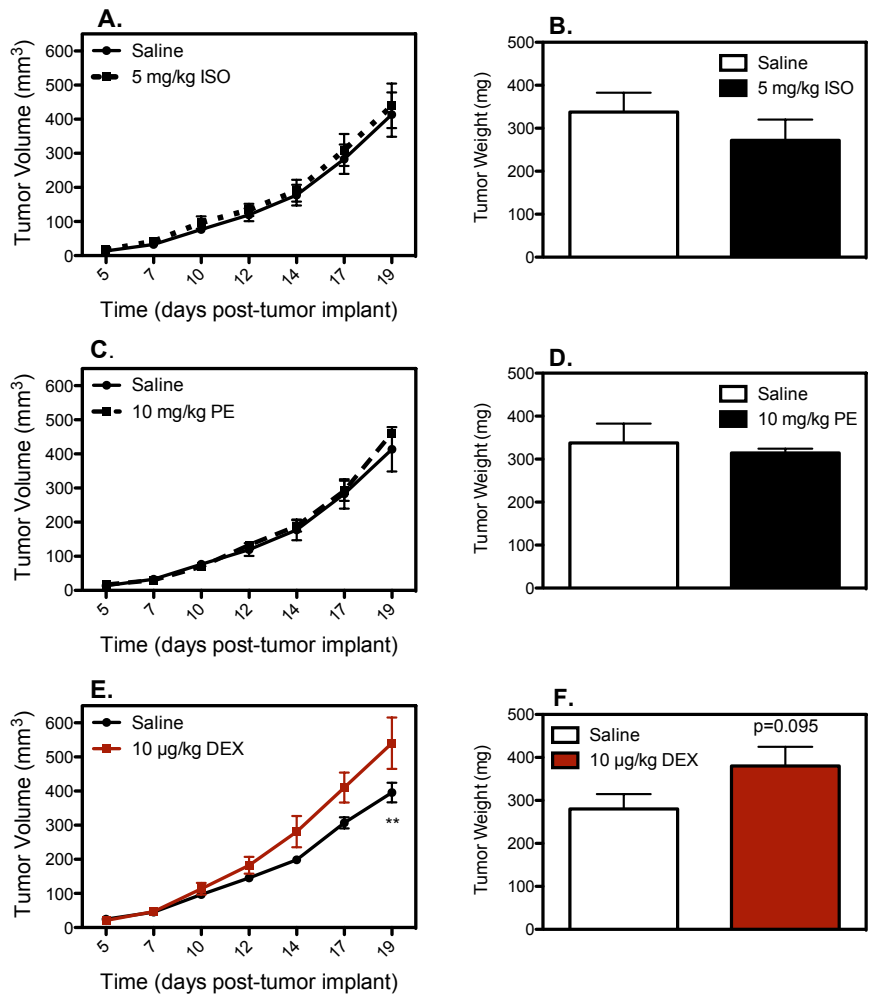 A.
Saline
5 mg/kg ISO
600
500
400
300
200
100
0
Tumor Volume (mm3)
5 7 10 12 14 17 19
Time (days post-tumor implant)
B.
Saline
5 mg/kg ISO
500
400
300
200
100
0
Tumor Weight (mg)
C.
Saline
10 mg/kg PE
600
500
400
300
200
100
0
Tumor Volume (mm3)
5 7 10 12 14 17 19
Time (days post-tumor implant)
D.
Saline
10 mg/kg PE
500
400
300
200
100
0
Tumor Weight (mg)
E.
Saline
10 µg/kg DEX
600
500
400
300
200
100
0
Tumor Volume (mm3)
**
5 7 10 12 14 17 19
Time (days post-tumor implant)
F.
Saline
10 µg/kg DEX
p=0.095
500
400
300
200
100
0
Tumor Weight (mg)